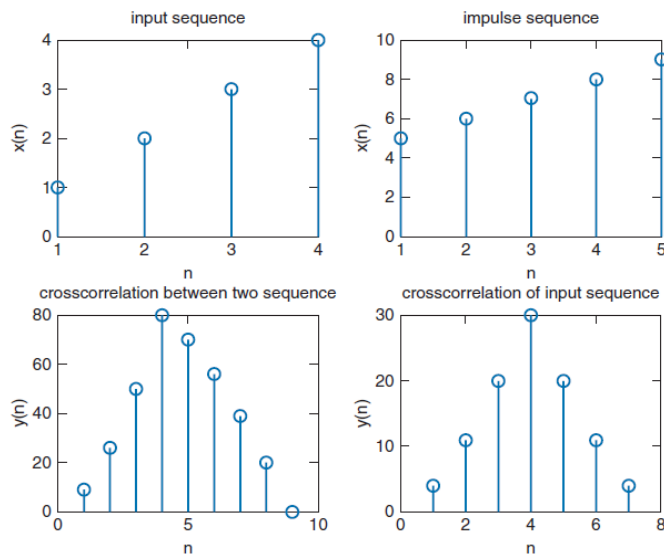 input sequence
4
3
2
1
0
x(n)
1 2 3 4
n
impulse sequence
10
8
6
4
2
0
x(n)
1 2 3 4 5
n
crosscorrelation between two sequence
80
60
40
20
0
y(n)
0 5 10
n
crosscorrelation of input sequence
30
20
10
0
y(n)
0 2 4 6 8
n